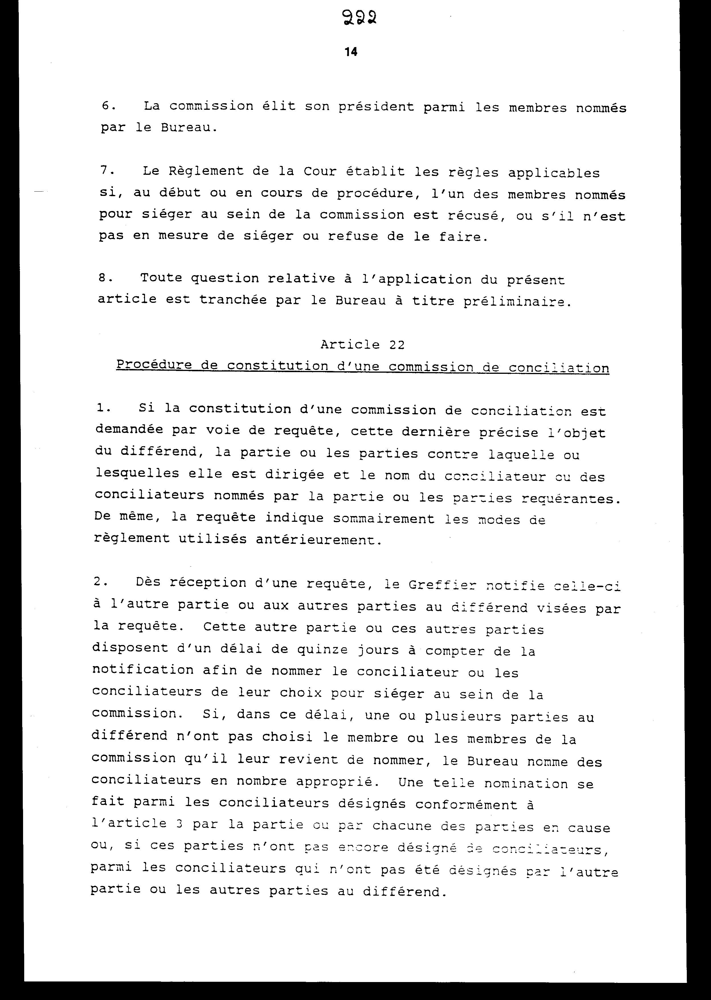 222
14
6. La commission élit son président parmi les membres nommés
par le Bureau.
7. Le Règlement de la Cour établit les règles applicables
si, au début ou en cours de procédure, l'un des membres nommés
pour siéger au sein de la commission est récusé, ou s'il n'est
pas en mesure de siéger ou refuse de le faire.
8. Toute question relative à l'application du présent
article est tranchée par le Bureau à titre préliminaire.
Article 22
Procédure de constitution d'une commission de conciliation
1. Si la constitution d'une commission de conciliation est
demandée par voie de requête, cette dernière précise l'objet
du différend, la partie ou les parties contre laquelle ou
lesquelles elle est dirigée et le nom du conciliateur ou des
conciliateurs nommés par la partie ou les parties requérantes.
De même, la requête indique sommairement les modes de
règlement utilisés antérieurement.
2. Dès réception d'une requête, le Greffier notifie celle-ci
à l'autre partie ou aux autres parties au différend visées par
la requête. Cette autre partie ou ces autres parties
disposent d'un délai de quinze jours à compter de la
notification afin de nommer le conciliateur ou les
conciliateurs de leur choix pour siéger au sein de la
commission. Si, dans ce délai, une ou plusieurs parties au
différend n'ont pas choisi le membre ou les membres de la
commission qu'il leur revient de nommer, le Bureau nomme des
conciliateurs en nombre approprié. Une telle nomination se
fait parmi les conciliateurs désignés conformément à
l'article 3 par la partie ou par chacune des parties en cause
ou, si ces parties n'ont pas encore désigné de conciliateurs,
parmi les conciliateurs qui n'ont pas été désignés par l'autre
partie ou les autres parties au différend.